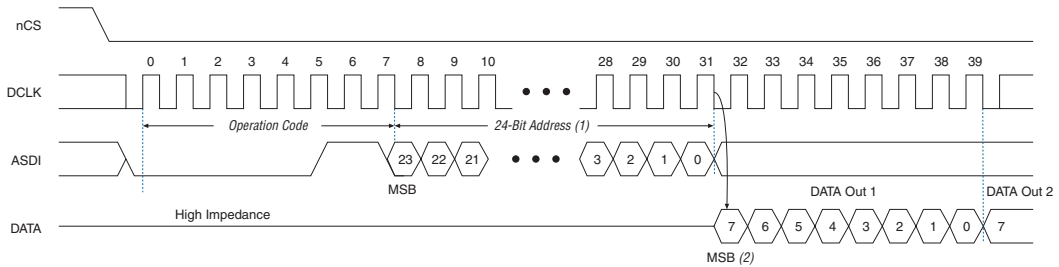 nCS
0 1 2 3 4 5 6 7 8 9 10 28 29 30 31 32 33 34 35 36 37 38 39
DCLK
Operation Code 24-Bit Address (1)
ASDI 23 22 21 3 2 1 0
MSB DATA Out 1 DATA Out 2
High Impedance
DATA 7 6 5 4 3 2 1 0 7
MSB (2)